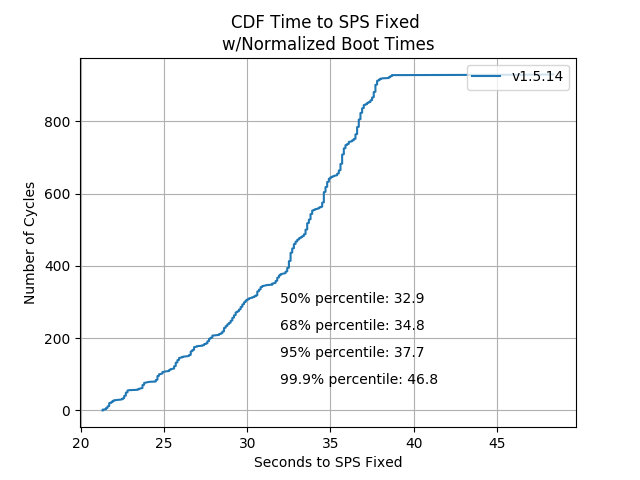 CDF Time to SPS Fixed
w/Normalized Boot Times
v1.5.14
Number of Cycles
800
600
400
200
0
50% percentile: 32.9
68% percentile: 34.8
95% percentile: 37.7
99.9% percentile: 46.8
20 25 30 35 40 45
Seconds to SPS Fixed